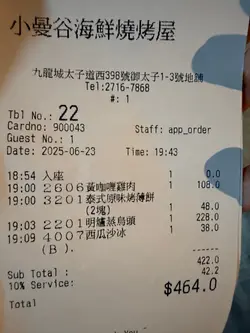 小曼谷海鮮燒烤屋
九龍城太子道西398號御太子1-3號地舖
Tel:2716-7868
#: 1
Tbl No.: 22
Cardno: 900043 Staff: app_order
Guest No.: 1
Date: 2025-06-23 Time: 19:43
18:54 入座 1 0.0
19:00 2606 黃咖喱雞肉 1 108.0
19:00 3201 泰式原味烤薄餅 1 48.0
(2塊)
19:03 2201 明爐蒸烏頭 1 228.0
19:09 4007 西瓜沙冰 1 38.0
(B).
422.0
Sub Total : 42.2
10% Service:
$464.0
Total